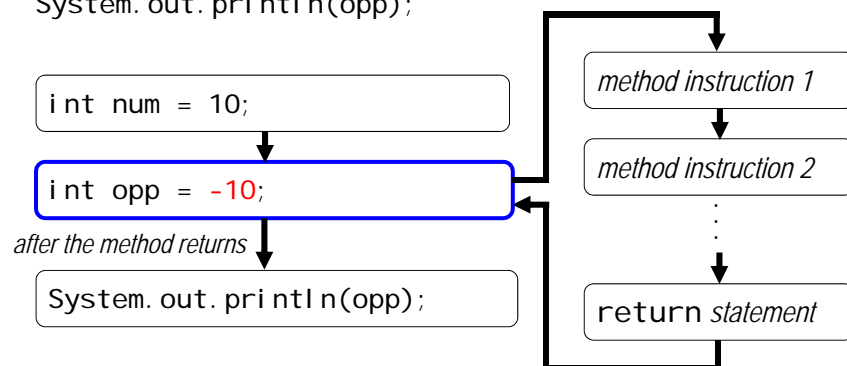 System.out.println(opp);
int num = 10;
int opp = -10;
after the method returns
System.out.println(opp);
method instruction 1
method instruction 2
return statement